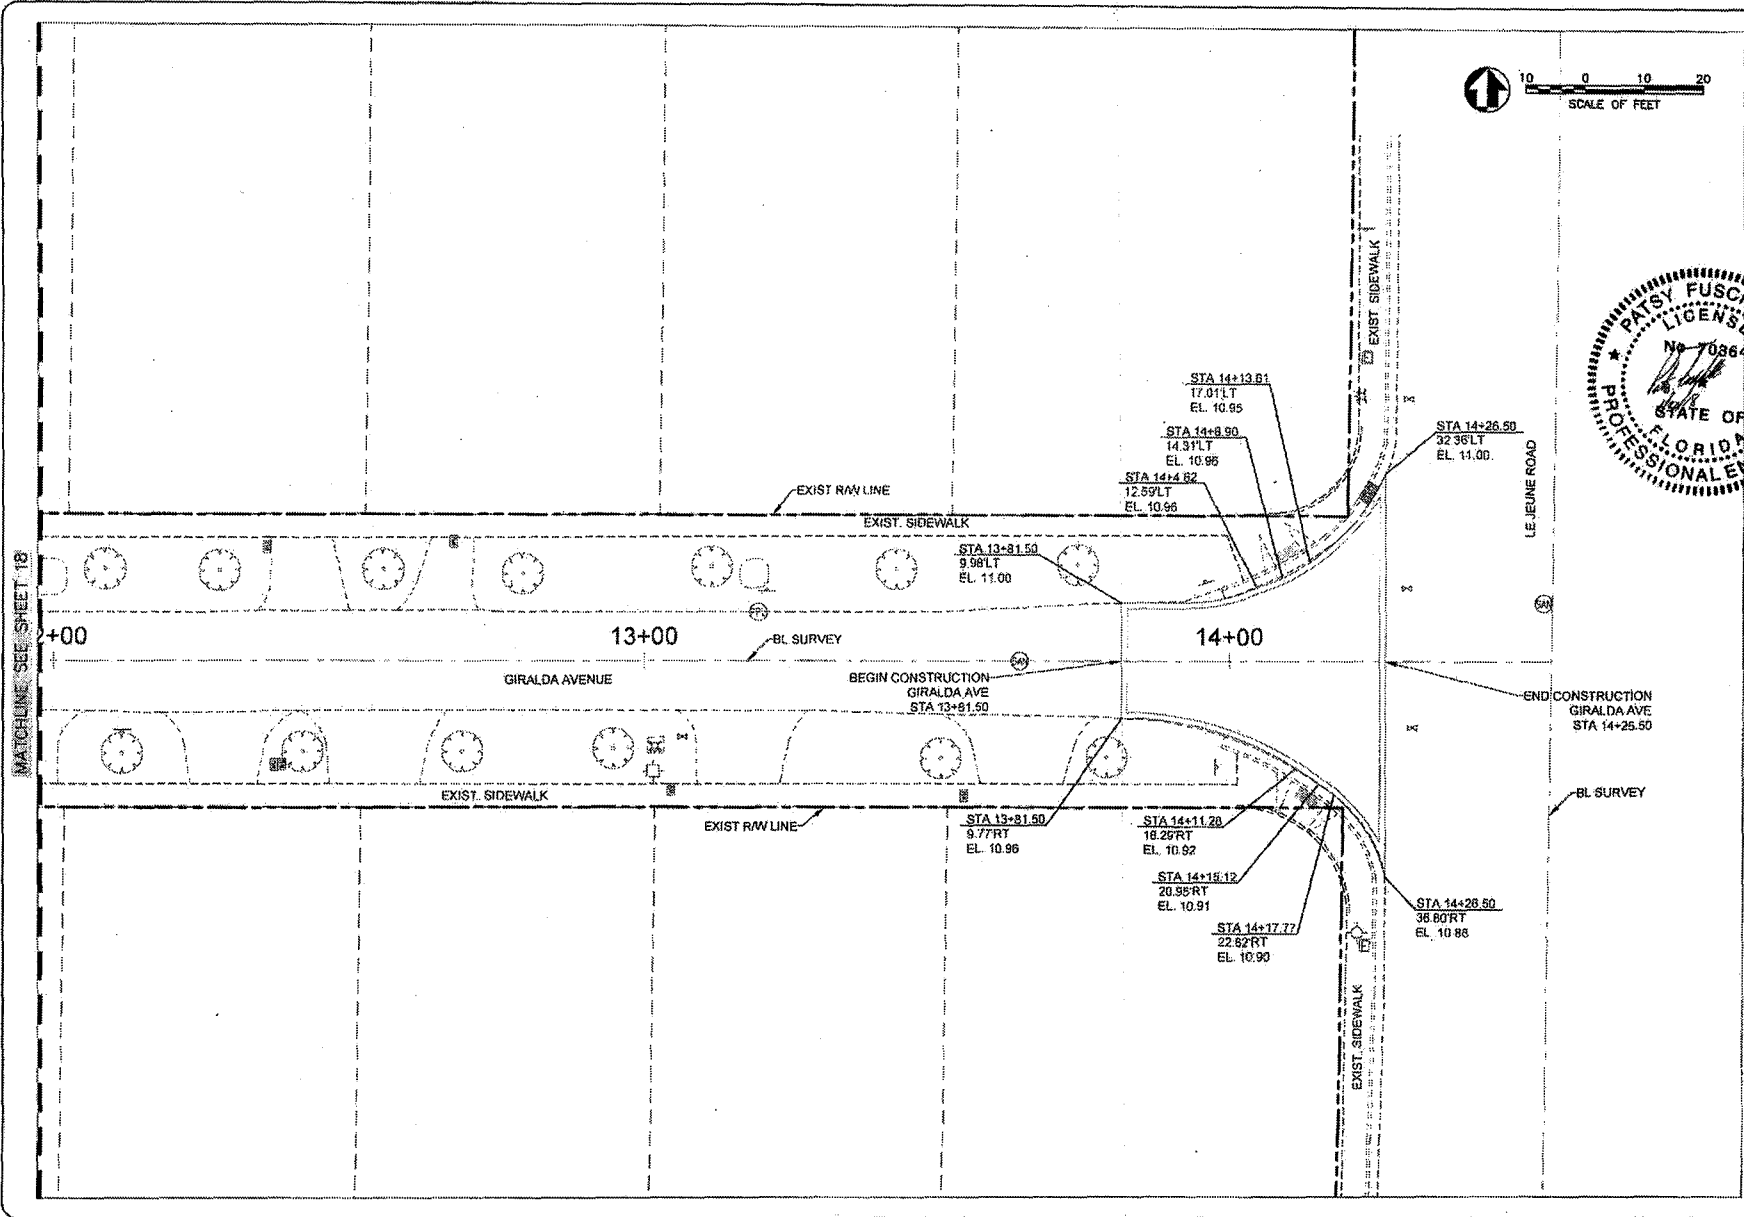 10 0 10 20
SCALE OF FEET
PATSY FUSC
LICENSE
No 70364
STATE OF
FLORIDA
PROFESSIONAL EN
EXIST SIDEWALK
STA 14+13.61
17.01'LT
EL. 10.95
STA 14+8.90
14.91'LT
EL. 10.96
STA 14+4.62
12.59'LT
EL. 10.96
STA 14+26.50
32.36'LT
EL. 11.00
LE JEUNE ROAD
EXIST R/W LINE
EXIST. SIDEWALK
STA 13+81.50
9.98'LT
EL. 11.00
MATCHLINE SEE SHEET 18
2+00
13+00
14+00
BL SURVEY
SAN
SAN
GIRALDA AVENUE
BEGIN CONSTRUCTION
GIRALDA AVE
STA 13+81.50
END CONSTRUCTION
GIRALDA AVE
STA 14+25.50
EXIST. SIDEWALK
BL SURVEY
EXIST R/W LINE
STA 13+81.50
9.77'RT
EL. 10.96
STA 14+11.28
18.29'RT
EL. 10.92
STA 14+15.12
20.95'RT
EL. 10.91
STA 14+17.77
22.82'RT
EL. 10.90
STA 14+26.50
36.80'RT
EL. 10.88
EXIST. SIDEWALK